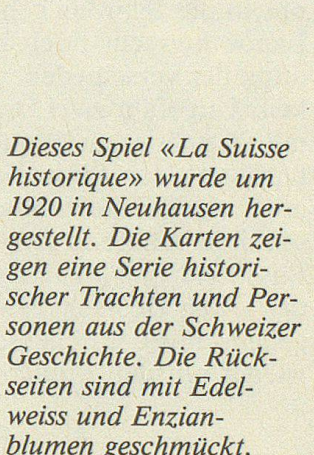 Dieses Spiel «La Suisse
historique» wurde um
1920 in Neuhausen her-
gestellt. Die Karten zei-
gen eine Serie histori-
scher Trachten und Per-
sonen aus der Schweizer
Geschichte. Die Rück-
seiten sind mit Edel-
weiss und Enzian-
blumen geschmückt.